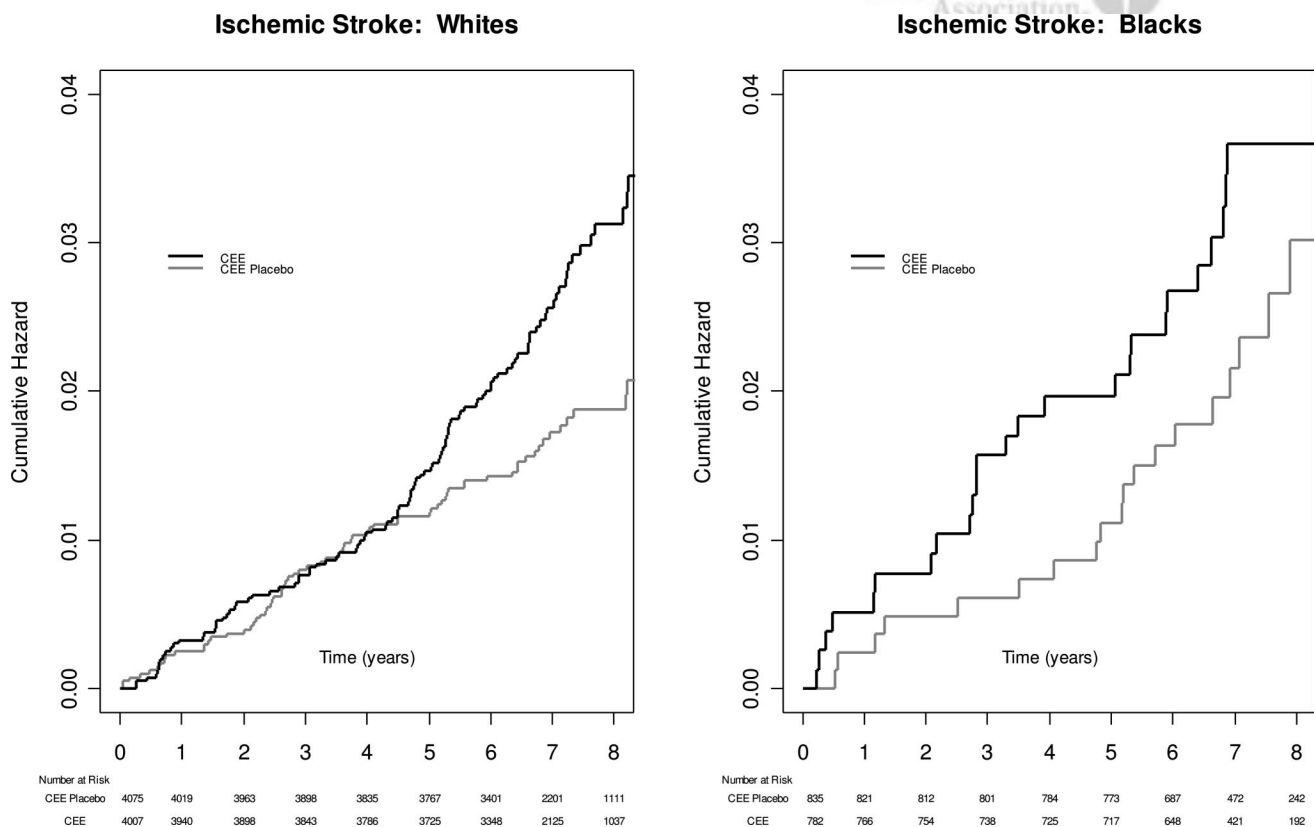 Association
Ischemic Stroke: Whites
Ischemic Stroke: Blacks
0.04
0.03
0.02
0.01
0.00
Cumulative Hazard
CEE
CEE Placebo
Time (years)
0 1 2 3 4 5 6 7 8
Number at Risk
CEE Placebo 4075 4019 3963 3898 3835 3767 3401 2201 1111
CEE 4007 3940 3898 3843 3786 3725 3348 2125 1037
0.04
0.03
0.02
0.01
0.00
Cumulative Hazard
CEE
CEE Placebo
Time (years)
0 1 2 3 4 5 6 7 8
Number at Risk
CEE Placebo 835 821 812 801 784 773 687 472 242
CEE 782 766 754 738 725 717 648 421 192